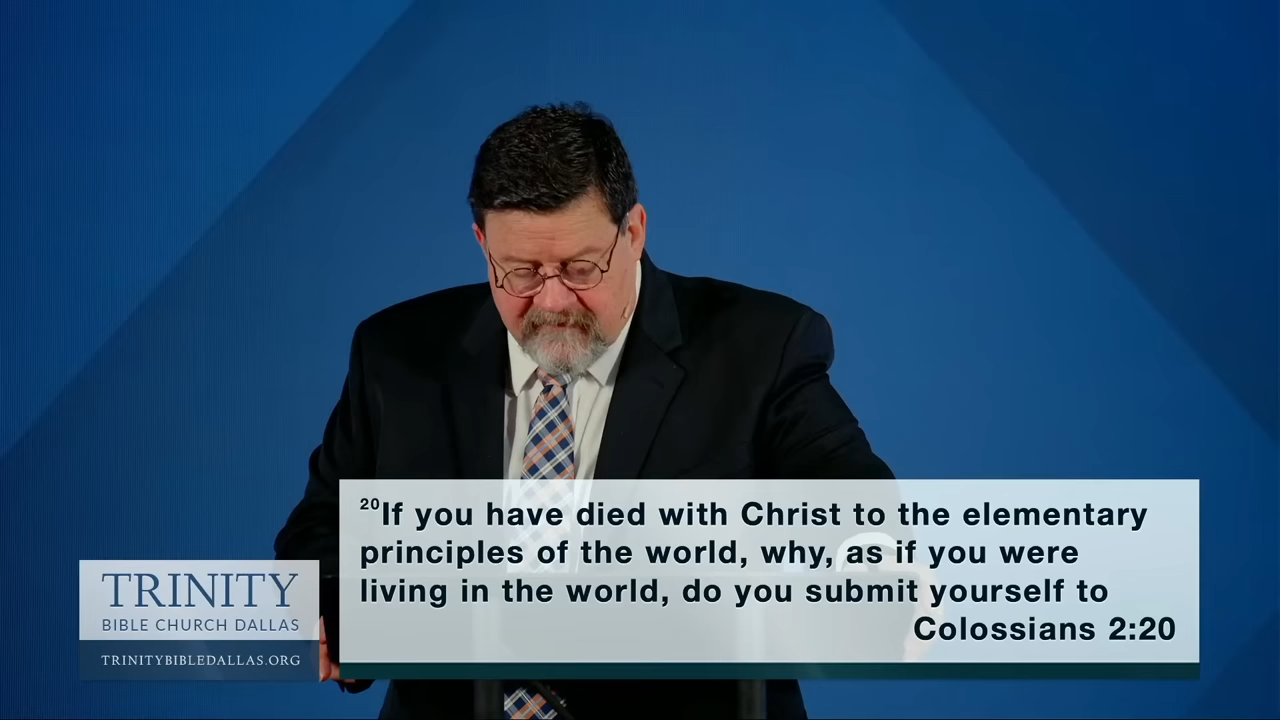 ²⁰If you have died with Christ to the elementary
principles of the world, why, as if you were
living in the world, do you submit yourself to
Colossians 2:20
TRINITY
BIBLE CHURCH DALLAS
TRINITYBIBLEDALLAS.ORG